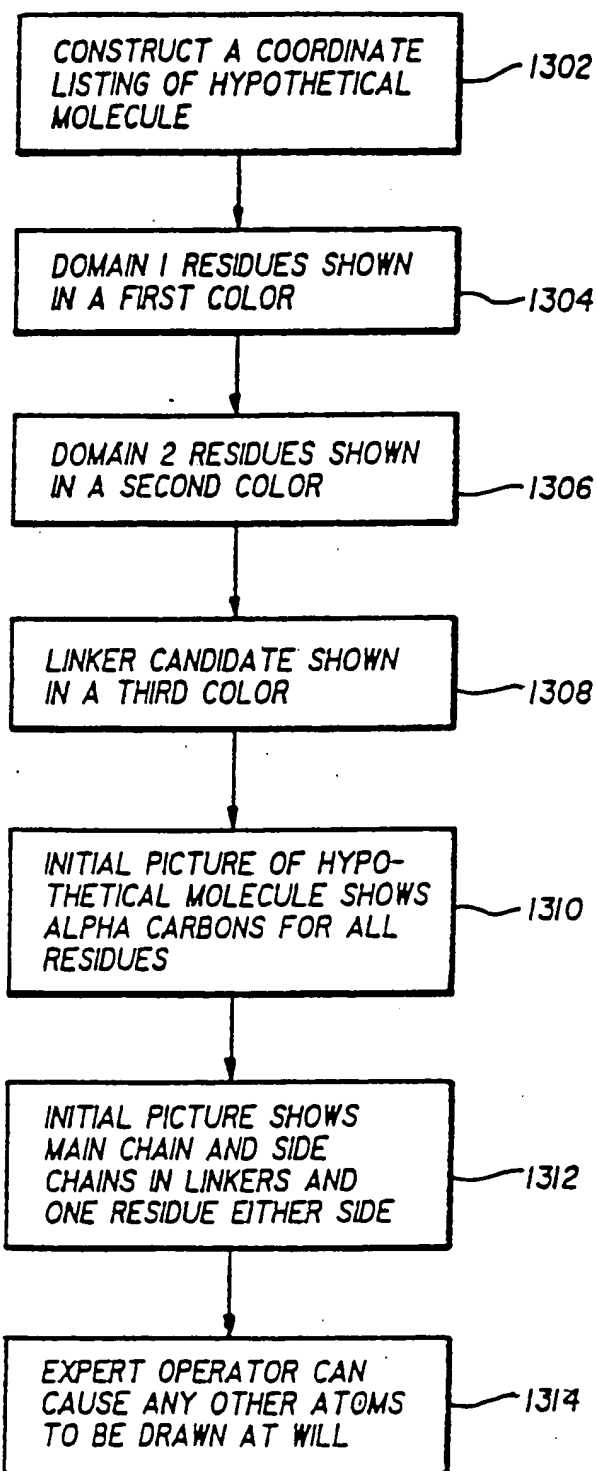 CONSTRUCT A COORDINATE
LISTING OF HYPOTHETICAL
MOLECULE
1302
DOMAIN 1 RESIDUES SHOWN
IN A FIRST COLOR
1304
DOMAIN 2 RESIDUES SHOWN
IN A SECOND COLOR
1306
LINKER CANDIDATE SHOWN
IN A THIRD COLOR
1308
INITIAL PICTURE OF HYPO-
THETICAL MOLECULE SHOWS
ALPHA CARBONS FOR ALL
RESIDUES
1310
INITIAL PICTURE SHOWS
MAIN CHAIN AND SIDE
CHAINS IN LINKERS AND
ONE RESIDUE EITHER SIDE
1312
EXPERT OPERATOR CAN
CAUSE ANY OTHER ATOMS
TO BE DRAWN AT WILL
1314